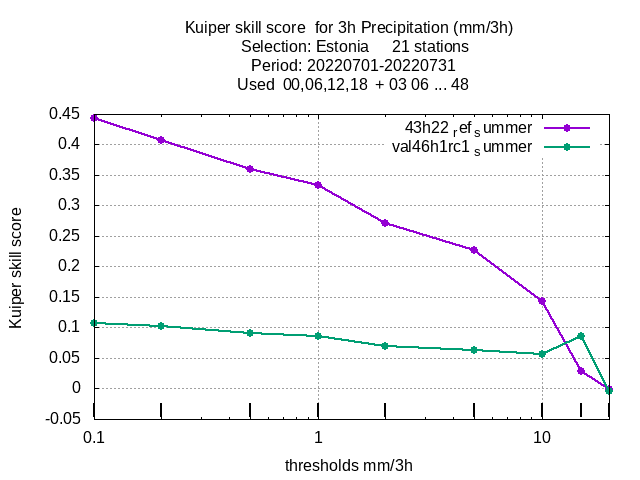 Kuiper skill score  for 3h Precipitation (mm/3h)
Selection: Estonia     21 stations
Period: 20220701-20220731
Used  00,06,12,18  + 03 06 ... 48
43h22 ref summer
val46h1rc1 summer
Kuiper skill score
0.45
0.4
0.35
0.3
0.25
0.2
0.15
0.1
0.05
0
-0.05
0.1 1 10
thresholds mm/3h